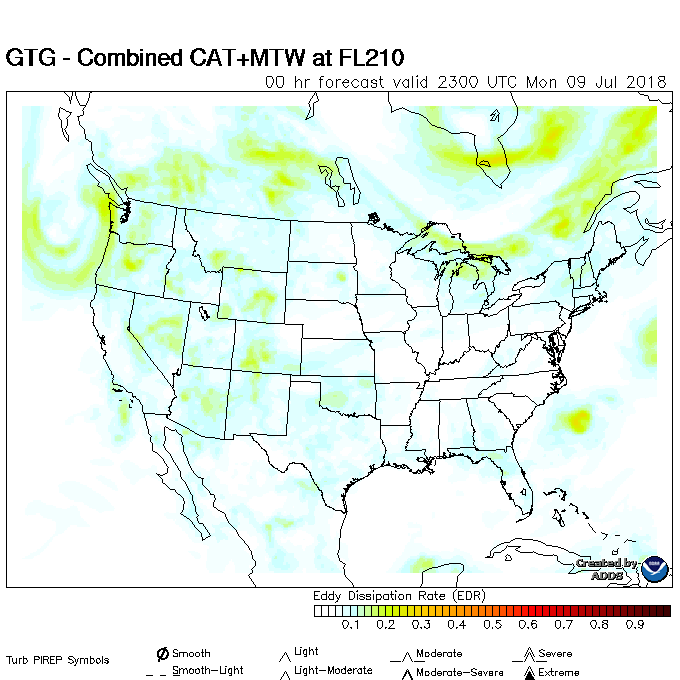 GTG - Combined CAT+MTW at FL210
00 hr forecast valid 2300 UTC Mon 09 Jul 2018
Created by
ADDS
Eddy Dissipation Rate (EDR)
0.1 0.2 0.3 0.4 0.5 0.6 0.7 0.8 0.9
Turb PIREP Symbols
Smooth Light Moderate Severe
Smooth-Light Light-Moderate Moderate-Severe Extreme